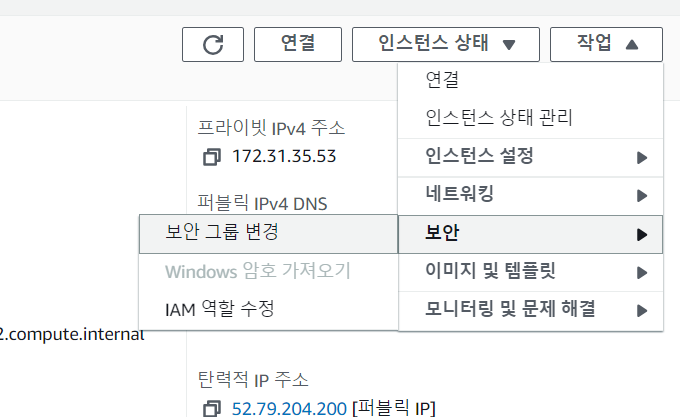 연결
인스턴스 상태
작업
연결
인스턴스 상태 관리
프라이빗 IPv4 주소
172.31.35.53
인스턴스 설정
네트워킹
퍼블릭 IPv4 DNS
보안
보안 그룹 변경
Windows 암호 가져오기
IAM 역할 수정
이미지 및 템플릿
모니터링 및 문제 해결
2.compute.internal
탄력적 IP 주소
52.79.204.200 [퍼블릭 IP]